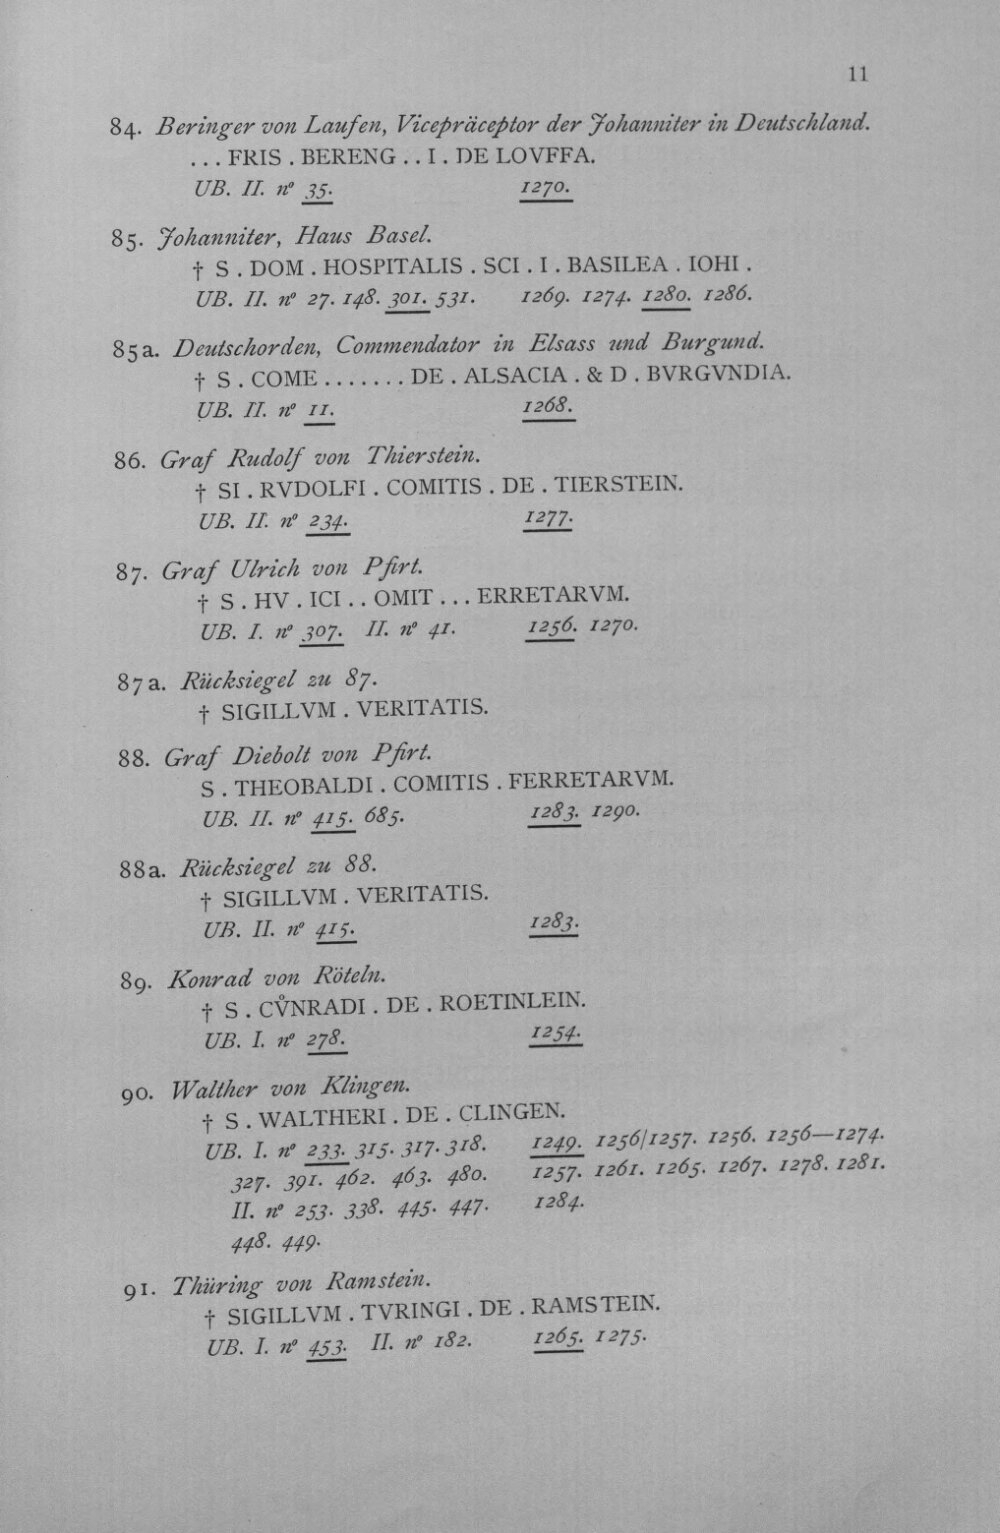 11
84. Beringer von Laufen, Vicepräceptor der Johanniter in Deutschland.
... FRIS . BERENG .. I . DE LOVFFA.
UB. II. nº 35. 1270.
85. Johanniter, Haus Basel.
† S . DOM . HOSPITALIS . SCI . I . BASILEA . IOHI .
UB. II. nº 27. 148. 301. 531. 1269. 1274. 1280. 1286.
85a. Deutschorden, Commendator in Elsass und Burgund.
† S . COME ....... DE . ALSACIA . & D . BVRGVNDIA.
UB. II. nº 11. 1268.
86. Graf Rudolf von Thierstein.
† SI . RVDOLFI . COMITIS . DE . TIERSTEIN.
UB. II. nº 234. 1277.
87. Graf Ulrich von Pfirt.
† S . HV . ICI .. OMIT ... ERRETARVM.
UB. I. nº 307. II. nº 41. 1256. 1270.
87a. Rücksiegel zu 87.
† SIGILLVM . VERITATIS.
88. Graf Diebolt von Pfirt.
S . THEOBALDI . COMITIS . FERRETARVM.
UB. II. nº 415. 685. 1283. 1290.
88a. Rücksiegel zu 88.
† SIGILLVM . VERITATIS.
UB. II. nº 415. 1283.
89. Konrad von Röteln.
† S . CV̊NRADI . DE . ROETINLEIN.
UB. I. nº 278. 1254.
90. Walther von Klingen.
† S . WALTHERI . DE . CLINGEN.
UB. I. nº 233. 315. 317. 318. 1249. 1256/1257. 1256. 1256—1274.
327. 391. 462. 463. 480. 1257. 1261. 1265. 1267. 1278. 1281.
II. nº 253. 338. 445. 447. 1284.
448. 449.
91. Thüring von Ramstein.
† SIGILLVM . TVRINGI . DE . RAMSTEIN.
UB. I. nº 453. II. nº 182. 1265. 1275.